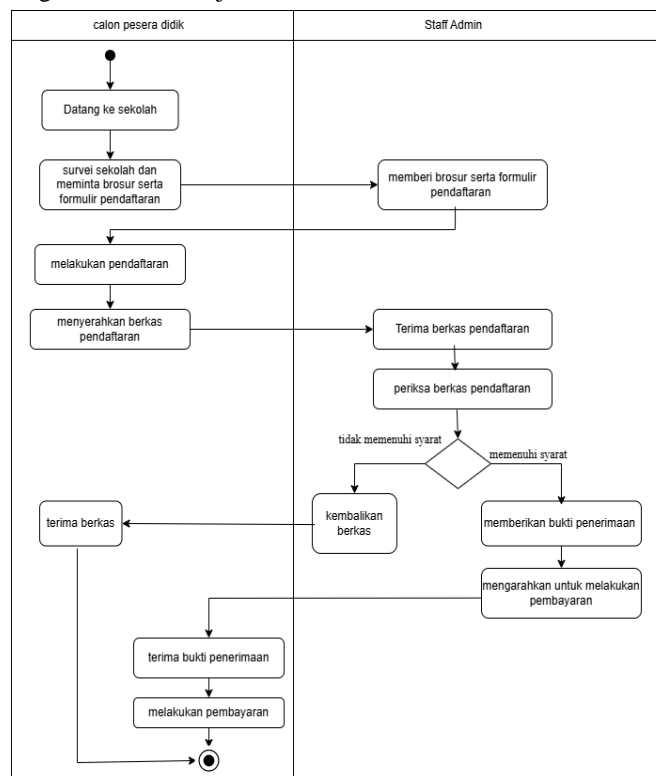 calon pesera didik
Staff Admin
Datang ke sekolah
survei sekolah dan
meminta brosur serta
formulir pendaftaran
memberi brosur serta formulir
pendaftaran
melakukan pendaftaran
menyerahkan berkas
pendaftaran
Terima berkas pendaftaran
periksa berkas pendaftaran
tidak memenuhi syarat
memenuhi syarat
terima berkas
kembalikan
berkas
memberikan bukti penerimaan
mengarahkan untuk melakukan
pembayaran
terima bukti penerimaan
melakukan pembayaran